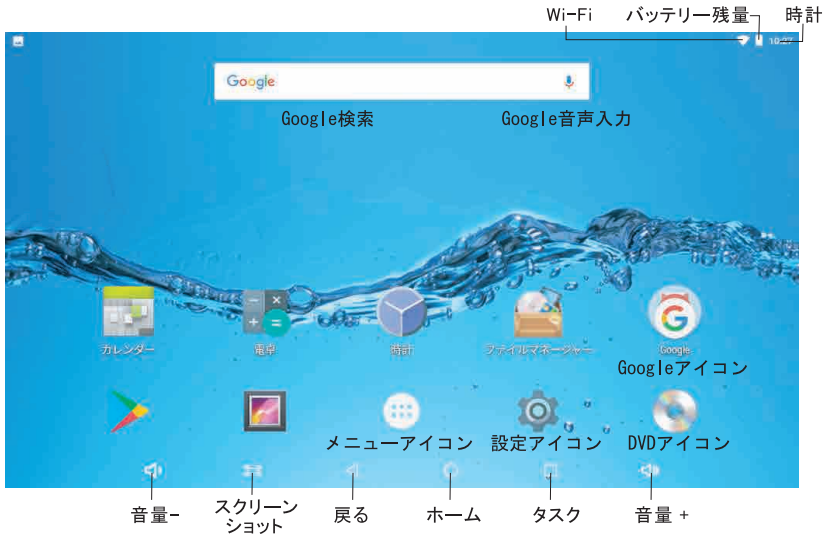 Wi-Fi バッテリー残量 時計
10:27
Google
Google検索 Google音声入力
カレンダー 電卓 時計 ファイルマネージャー Google
Googleアイコン
メニューアイコン 設定アイコン DVDアイコン
音量- スクリーン 戻る ホーム タスク 音量 +
ショット